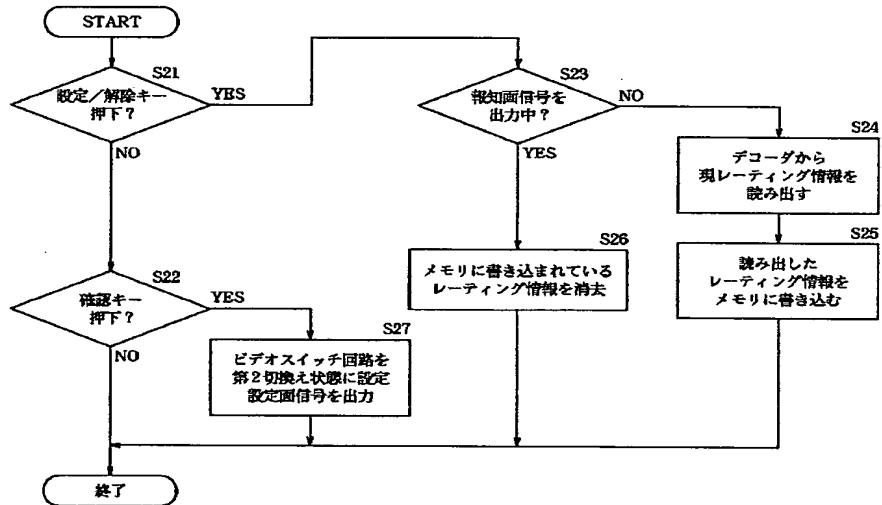 START
S21
設定／解除キー
押下？
YES
NO
S23
報知面信号を
出力中？
NO
YES
S24
デコーダから
現レーティング情報を
読み出す
S25
読み出した
レーティング情報を
メモリに書き込む
S26
メモリに書き込まれている
レーティング情報を消去
S22
確認キー
押下？
YES
NO
S27
ビデオスイッチ回路を
第２切換え状態に設定
設定面信号を出力
終了